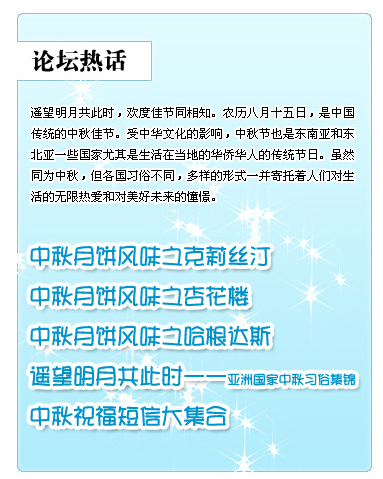 论坛热话
遥望明月共此时，欢度佳节同相知。农历八月十五日，是中国
传统的中秋佳节。受中华文化的影响，中秋节也是东南亚和东
北亚一些国家尤其是生活在当地的华侨华人的传统节日。虽然
同为中秋，但各国习俗不同，多样的形式一并寄托着人们对生
活的无限热爱和对美好未来的憧憬。
中秋月饼风味之克莉丝汀
中秋月饼风味之杏花楼
中秋月饼风味之哈根达斯
遥望明月共此时——亚洲国家中秋习俗集锦
中秋祝福短信大集合